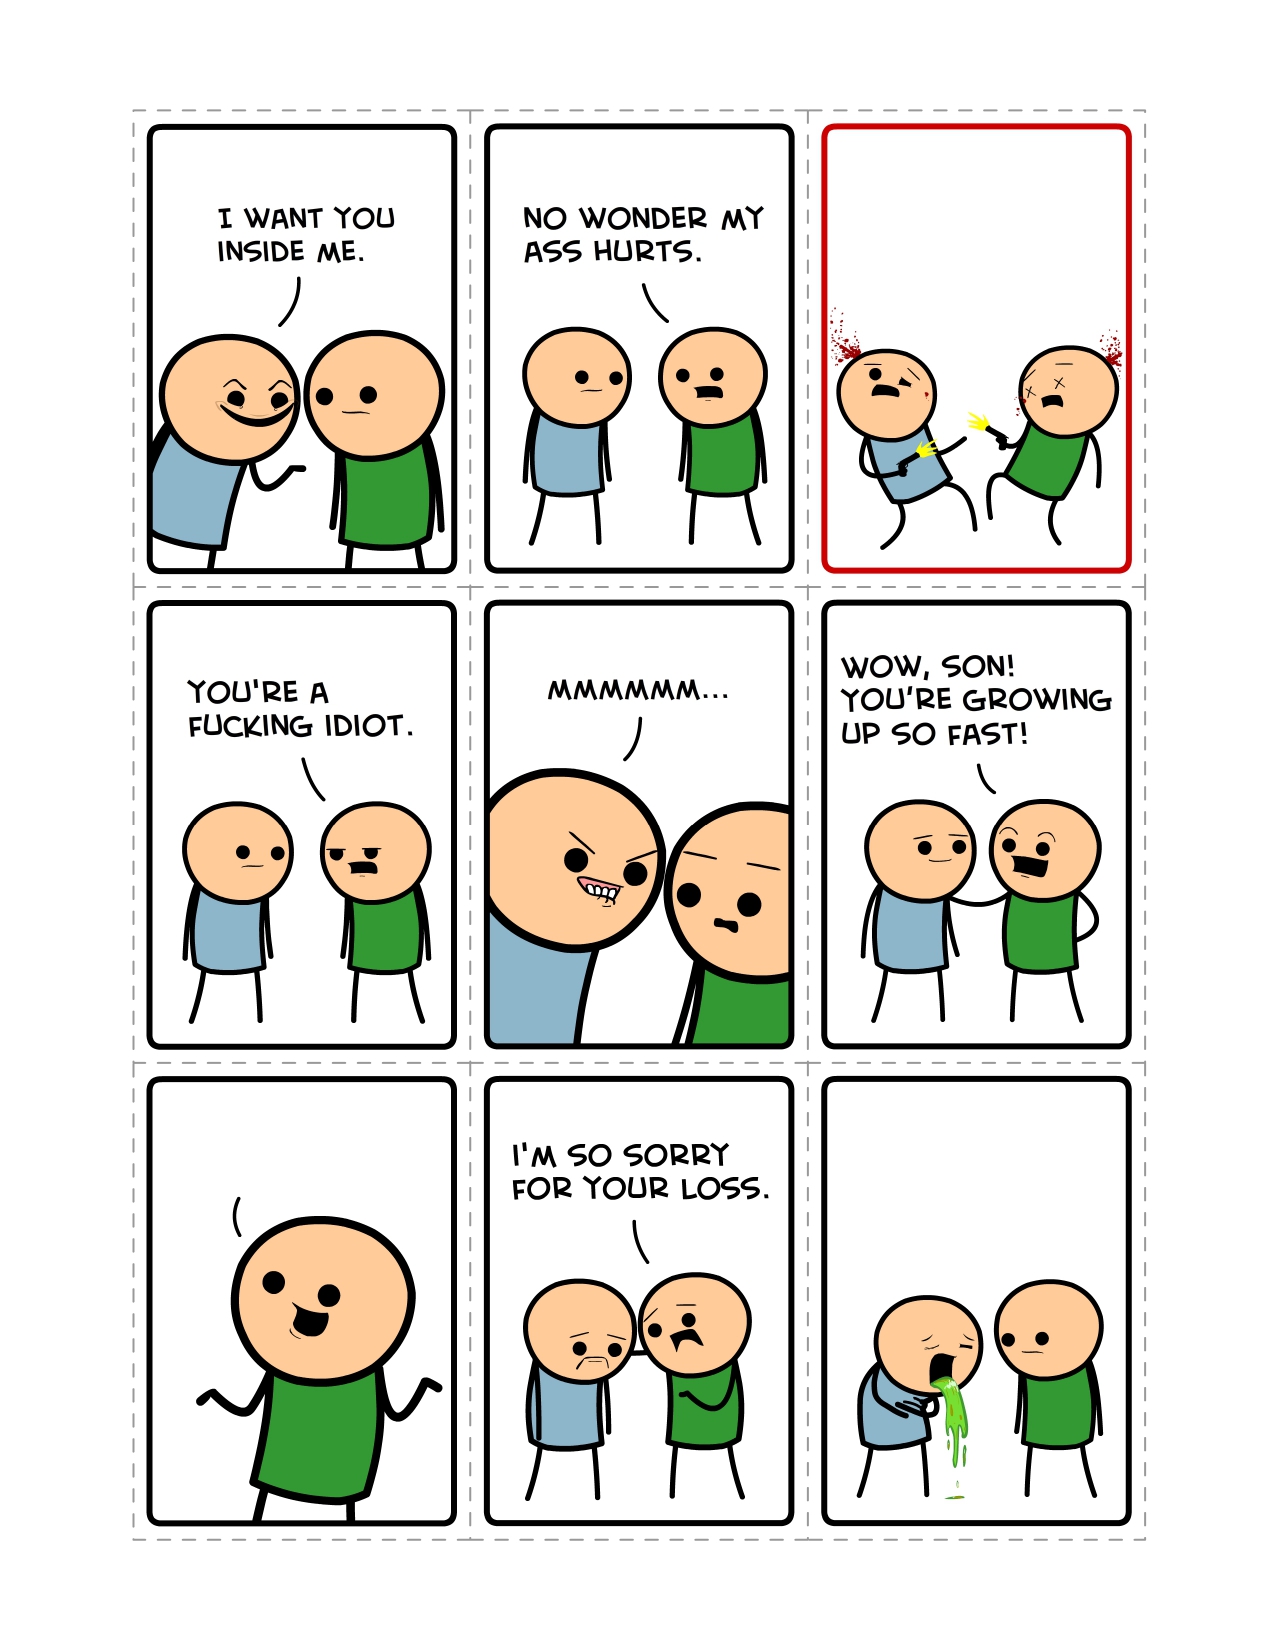 I WANT YOU
INSIDE ME.
NO WONDER MY
ASS HURTS.
YOU'RE A
FUCKING IDIOT.
MMMMMM...
WOW, SON!
YOU'RE GROWING
UP SO FAST!
I'M SO SORRY
FOR YOUR LOSS.